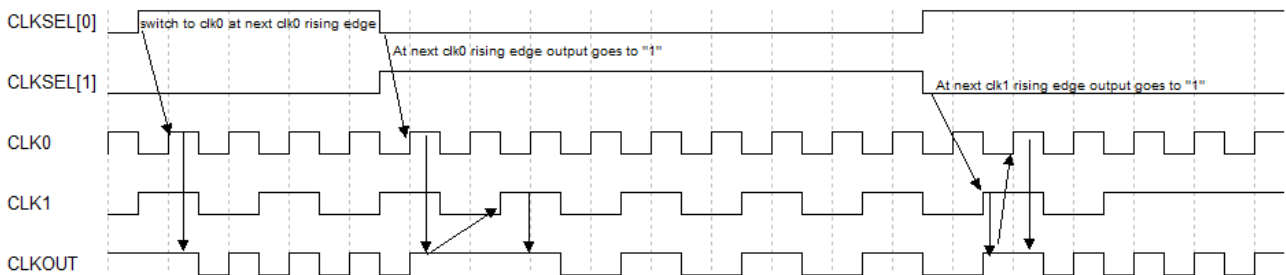 CLKSEL[0]
switch to clk0 at next clk0 rising edge
At next clk0 rising edge output goes to "1"
CLKSEL[1]
At next clk1 rising edge output goes to "1"
CLK0
CLK1
CLKOUT